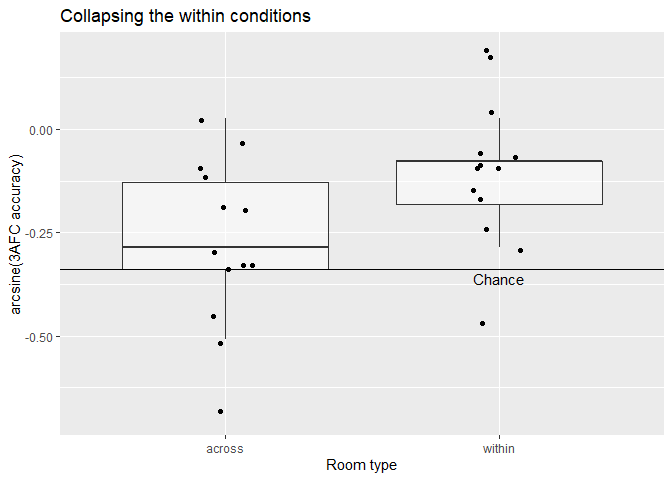 Collapsing the within conditions
arcsine(3AFC accuracy)
0.00
-0.25
-0.50
Chance
across
within
Room type